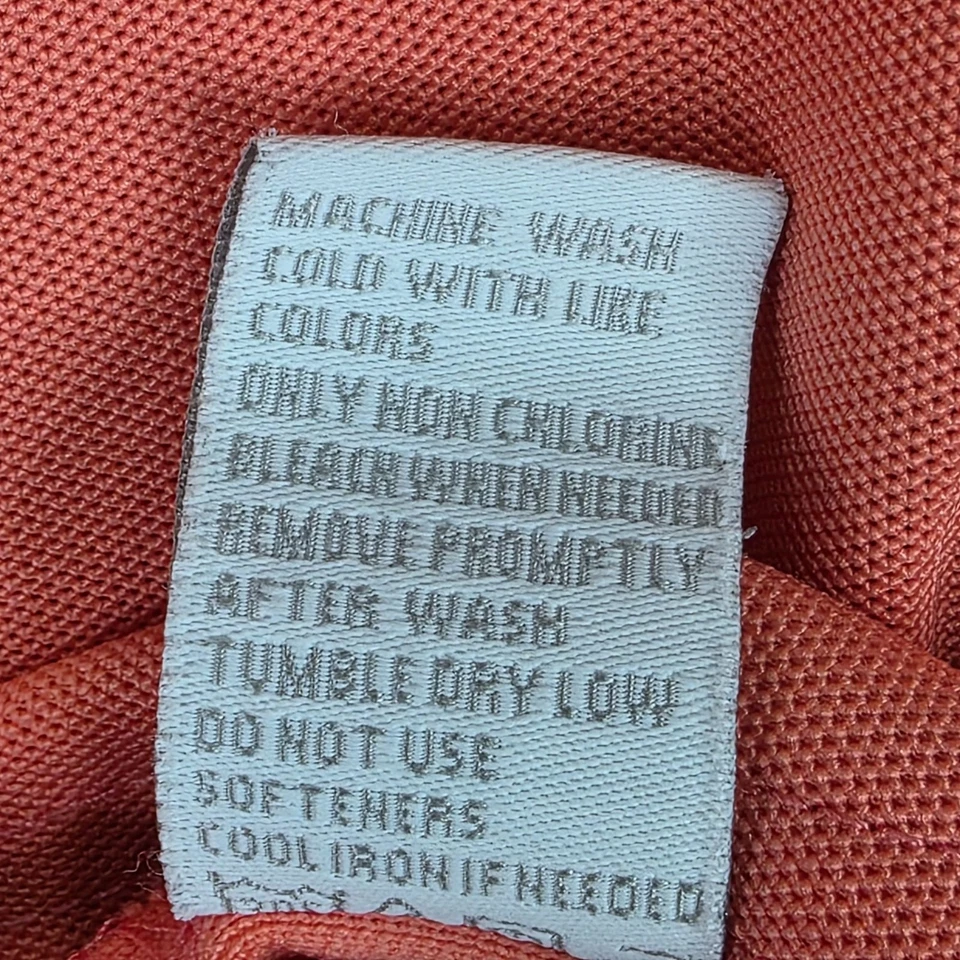 MACHINE WASH
COLD WITH LIKE
COLORS
ONLY NON CHLORINE
BLEACH WHEN NEEDED
REMOVE PROMPTLY
AFTER WASH
TUMBLE DRY LOW
DO NOT USE
SOFTENERS
COOL IRON IF NEEDED